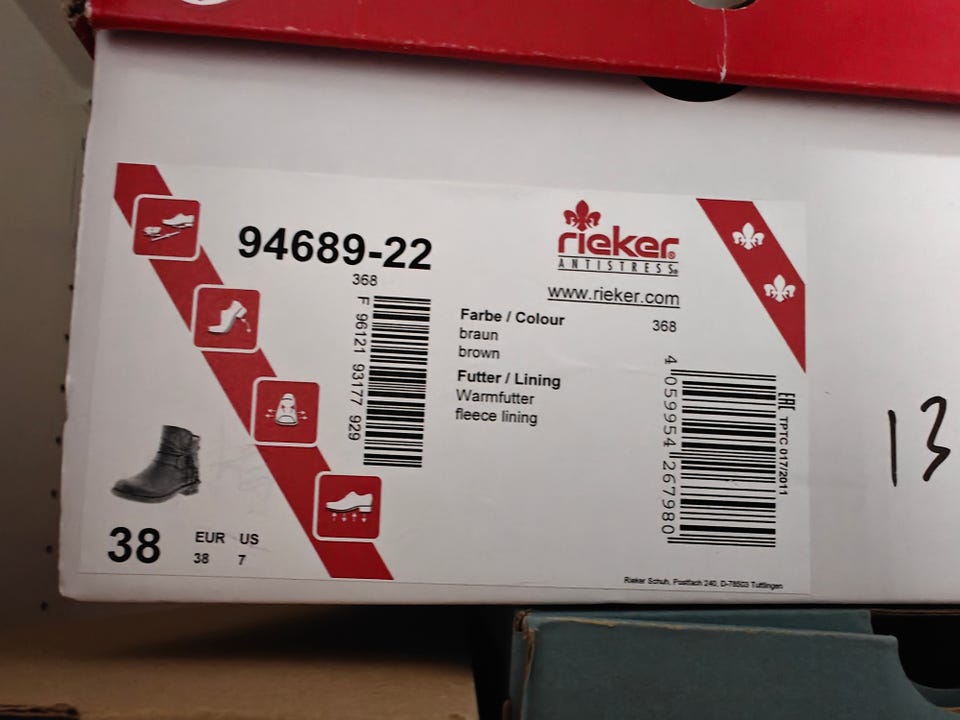 94689-22
368
F 96121 93177 929
rieker®
ANTISTRESS®
www.rieker.com
Farbe / Colour
braun
brown
Futter / Lining
Warmfutter
fleece lining
368
4 059954 267980
EAC TPTC 017/2011
13
38
EUR US
38 7
Rieker Schuh, Postfach 240, D-78503 Tuttlingen